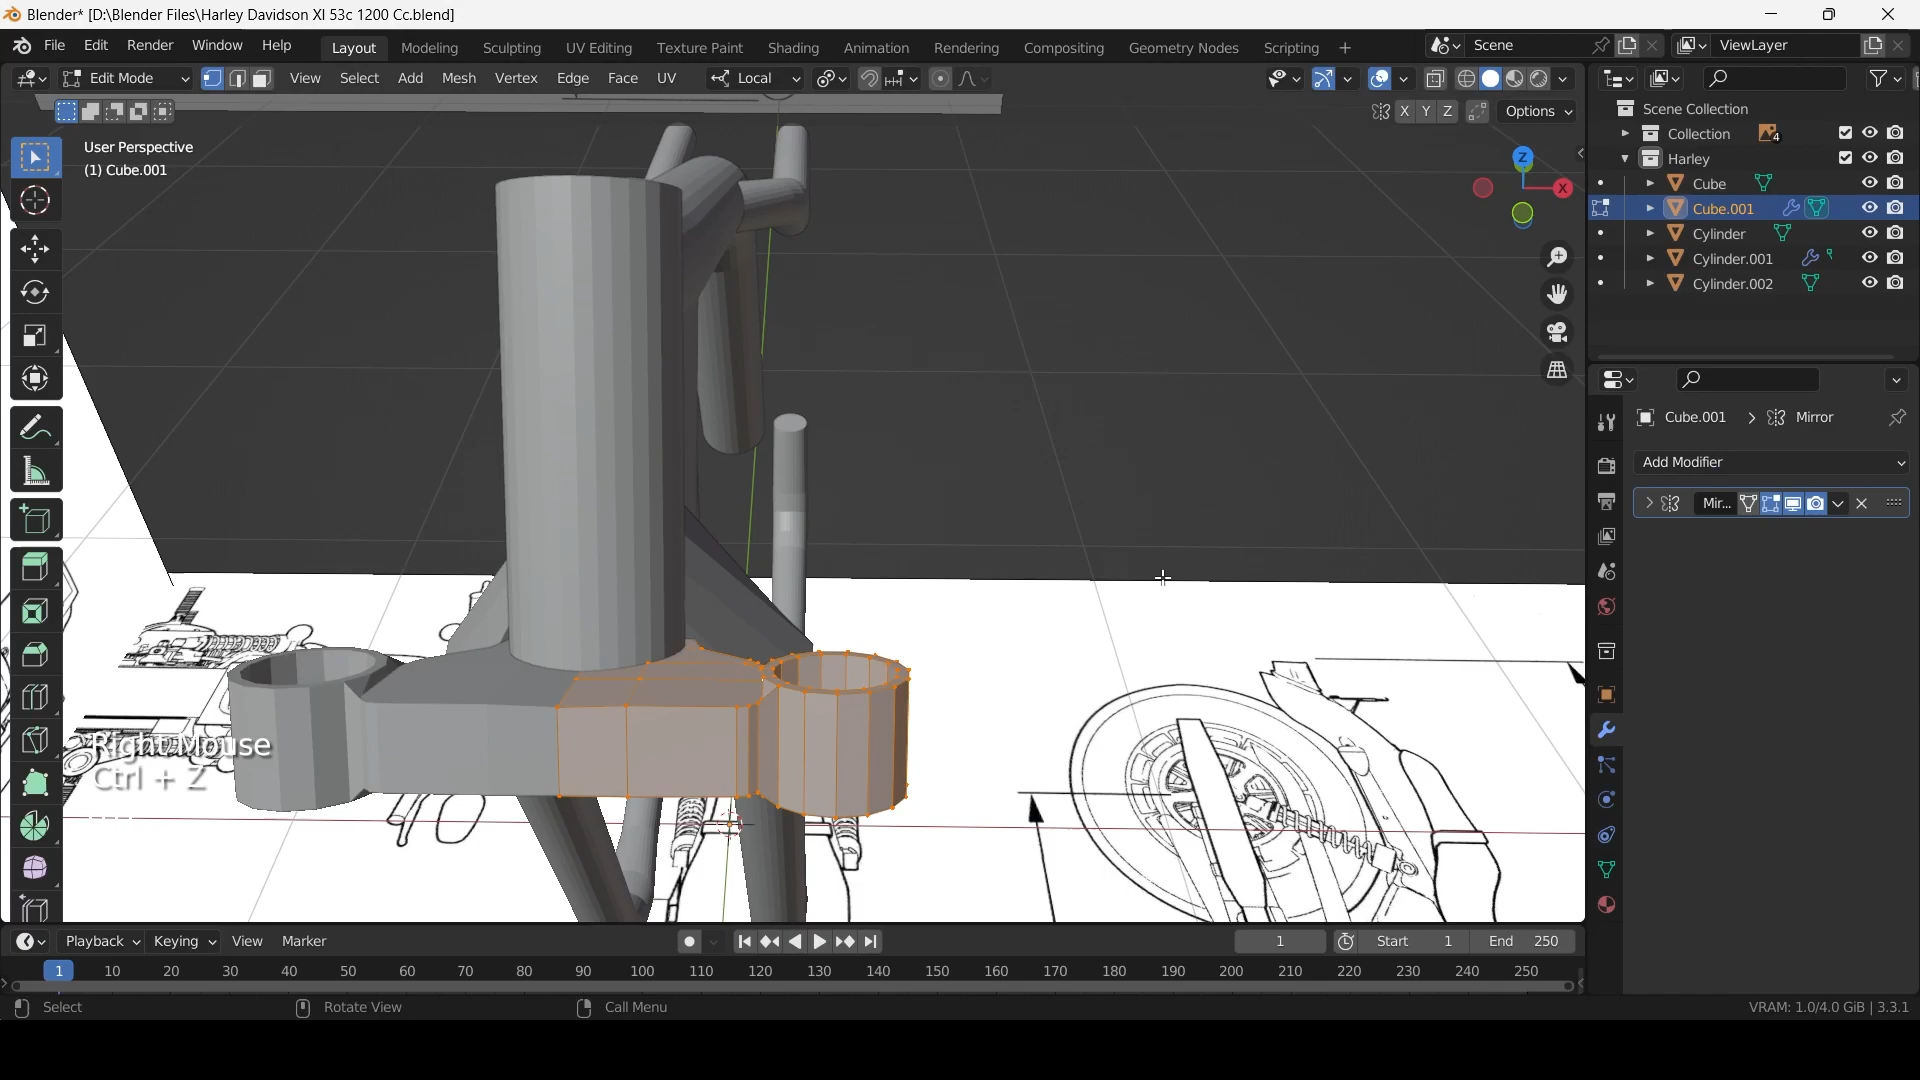 Blender* [D:\Blender Files\Harley Davidson Xl 53c 1200 Cc.blend]
File Edit Render Window Help Layout Modeling Sculpting UV Editing Texture Paint Shading Animation Rendering Compositing Geometry Nodes Scripting + Scene ViewLayer
Edit Mode View Select Add Mesh Vertex Edge Face UV Local
X Y Z Options
User Perspective
(1) Cube.001
Z
X
Scene Collection
Collection 4
Harley
Cube
Cube.001
Cylinder
Cylinder.001
Cylinder.002
Cube.001 > Mirror
Add Modifier
Mir...
Right Mouse
Ctrl + Z
Playback Keying View Marker 1 Start 1 End 250
1 10 20 30 40 50 60 70 80 90 100 110 120 130 140 150 160 170 180 190 200 210 220 230 240 250
Select Rotate View Call Menu VRAM: 1.0/4.0 GiB | 3.3.1